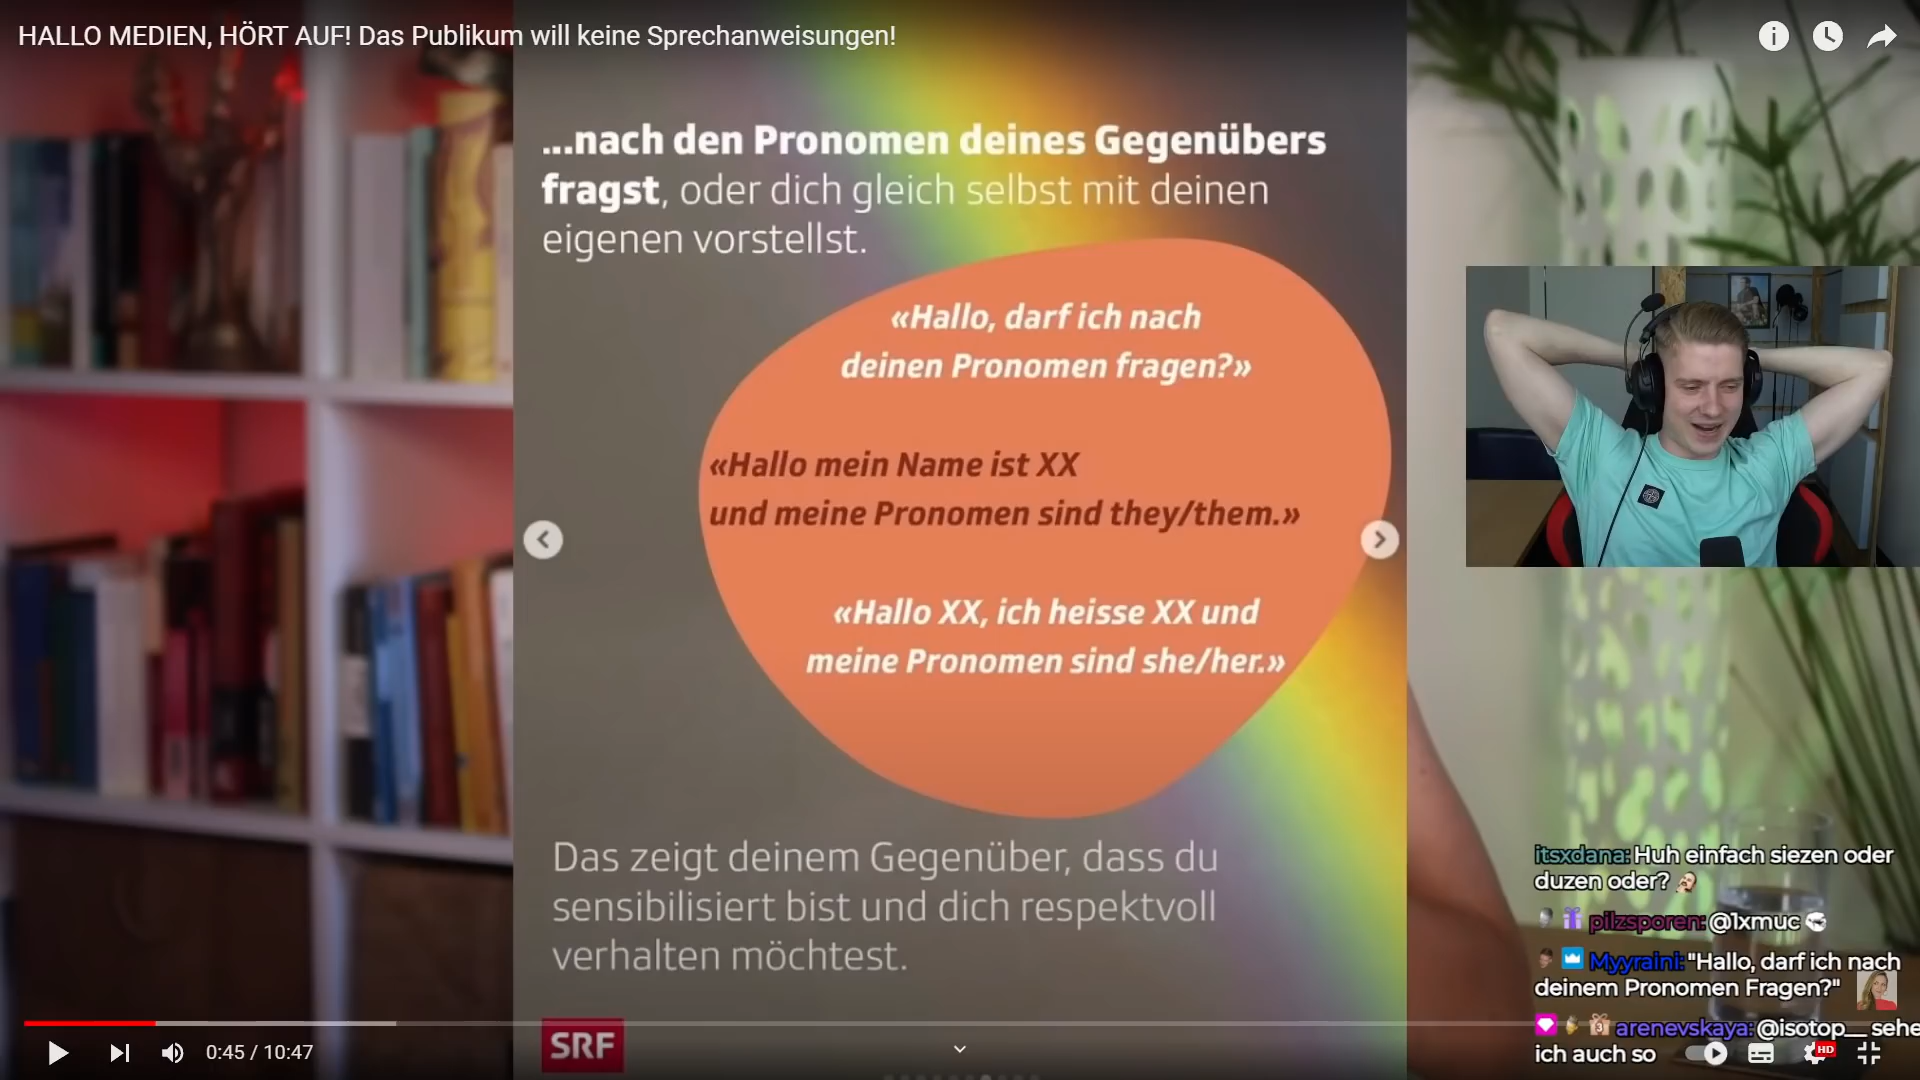 HALLO MEDIEN, HÖRT AUF! Das Publikum will keine Sprechanweisungen!
...nach den Pronomen deines Gegenübers
fragst, oder dich gleich selbst mit deinen
eigenen vorstellst.
«Hallo, darf ich nach
deinen Pronomen fragen?»
«Hallo mein Name ist XX
und meine Pronomen sind they/them.»
«Hallo XX, ich heisse XX und
meine Pronomen sind she/her.»
Das zeigt deinem Gegenüber, dass du
sensibilisiert bist und dich respektvoll
verhalten möchtest.
SRF
itsxdana: Huh einfach siezen oder
duzen oder?
pilzsporen: @1xmuc
Myyraini: "Hallo, darf ich nach
deinem Pronomen Fragen?"
3 arenevskaya: @isotop__ sehe
ich auch so
0:45 / 10:47
HD